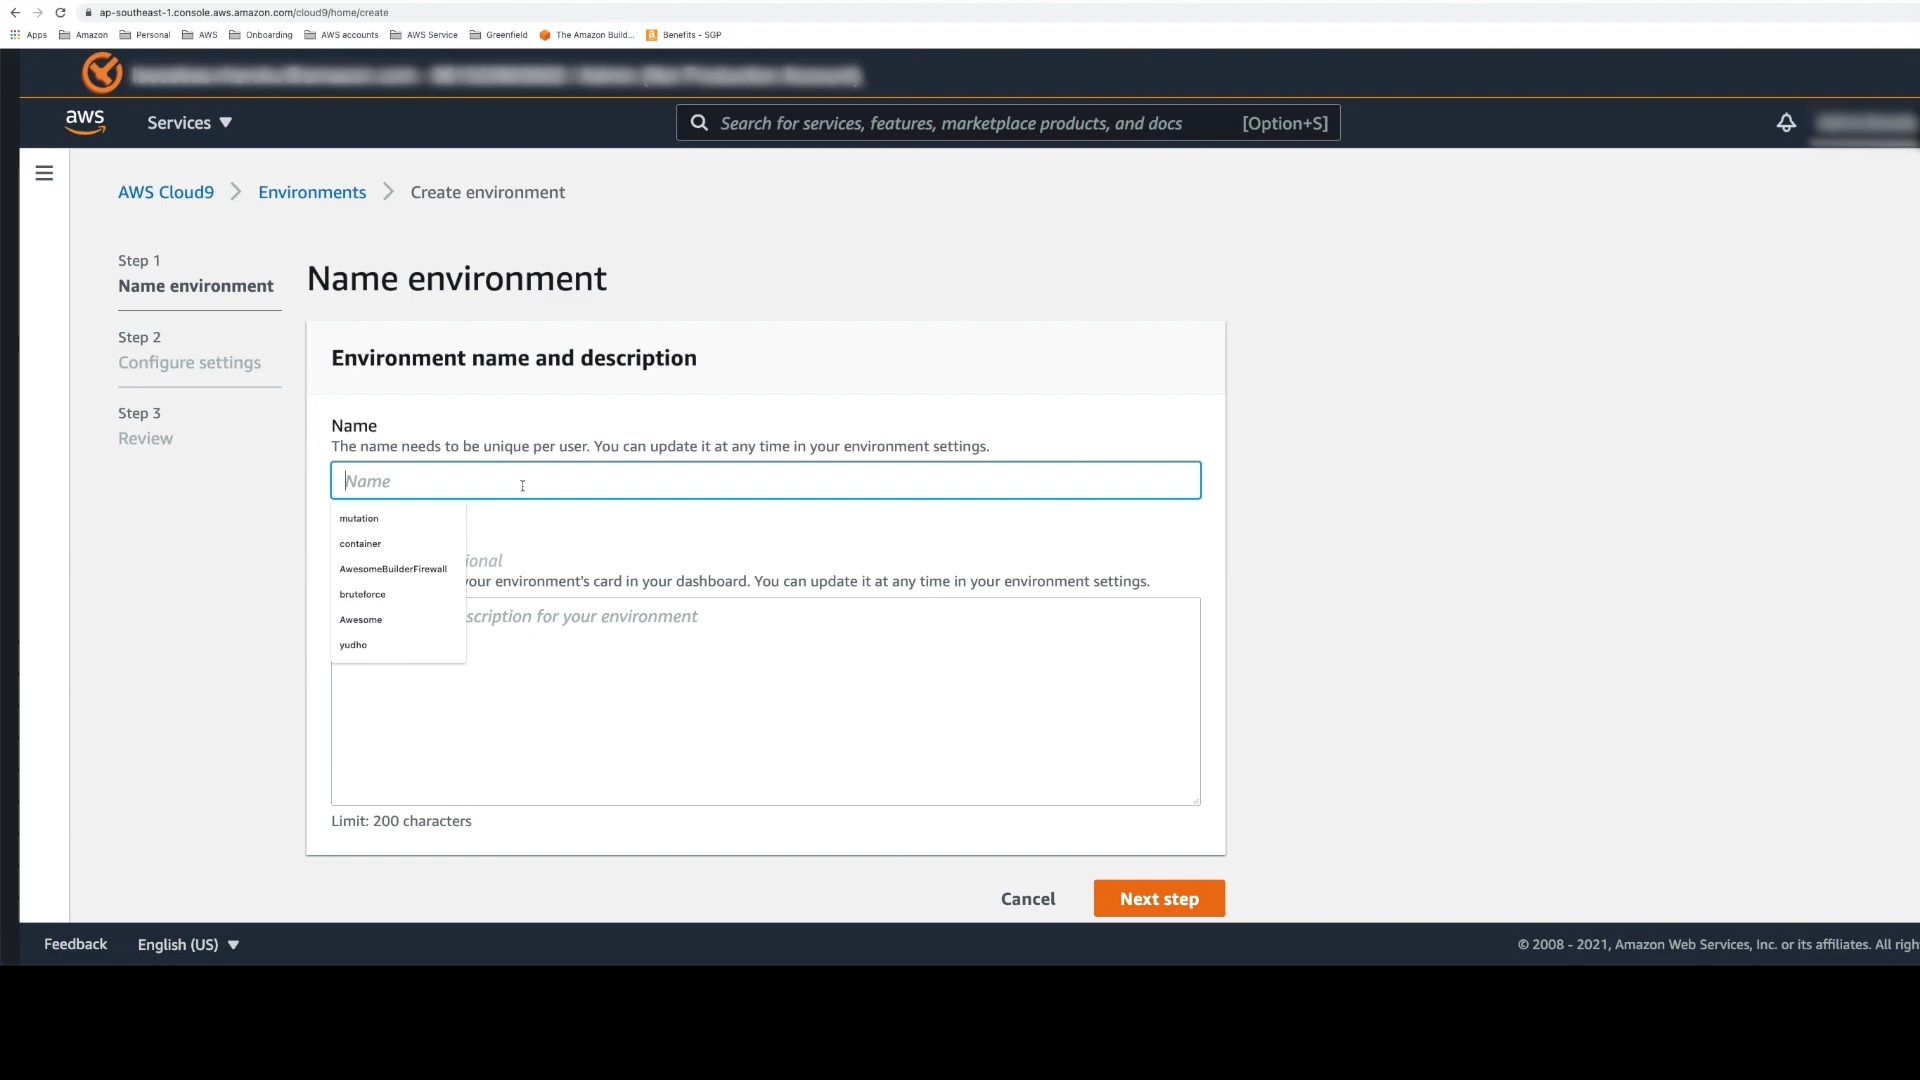 ap-southeast-1.console.aws.amazon.com/cloud9/home/create
Apps Amazon Personal AWS Onboarding AWS accounts AWS Service Greenfield The Amazon Build... Benefits - SGP
aws Services Search for services, features, marketplace products, and docs [Option+S]
AWS Cloud9 Environments Create environment
Step 1
Name environment
Step 2
Configure settings
Step 3
Review
Name environment
Environment name and description
Name
The name needs to be unique per user. You can update it at any time in your environment settings.
Name
mutation
container
AwesomeBuilderFirewall
bruteforce
Awesome
yudho
ional
your environment's card in your dashboard. You can update it at any time in your environment settings.
scription for your environment
Limit: 200 characters
Cancel Next step
Feedback English (US) © 2008 - 2021, Amazon Web Services, Inc. or its affiliates. All righ